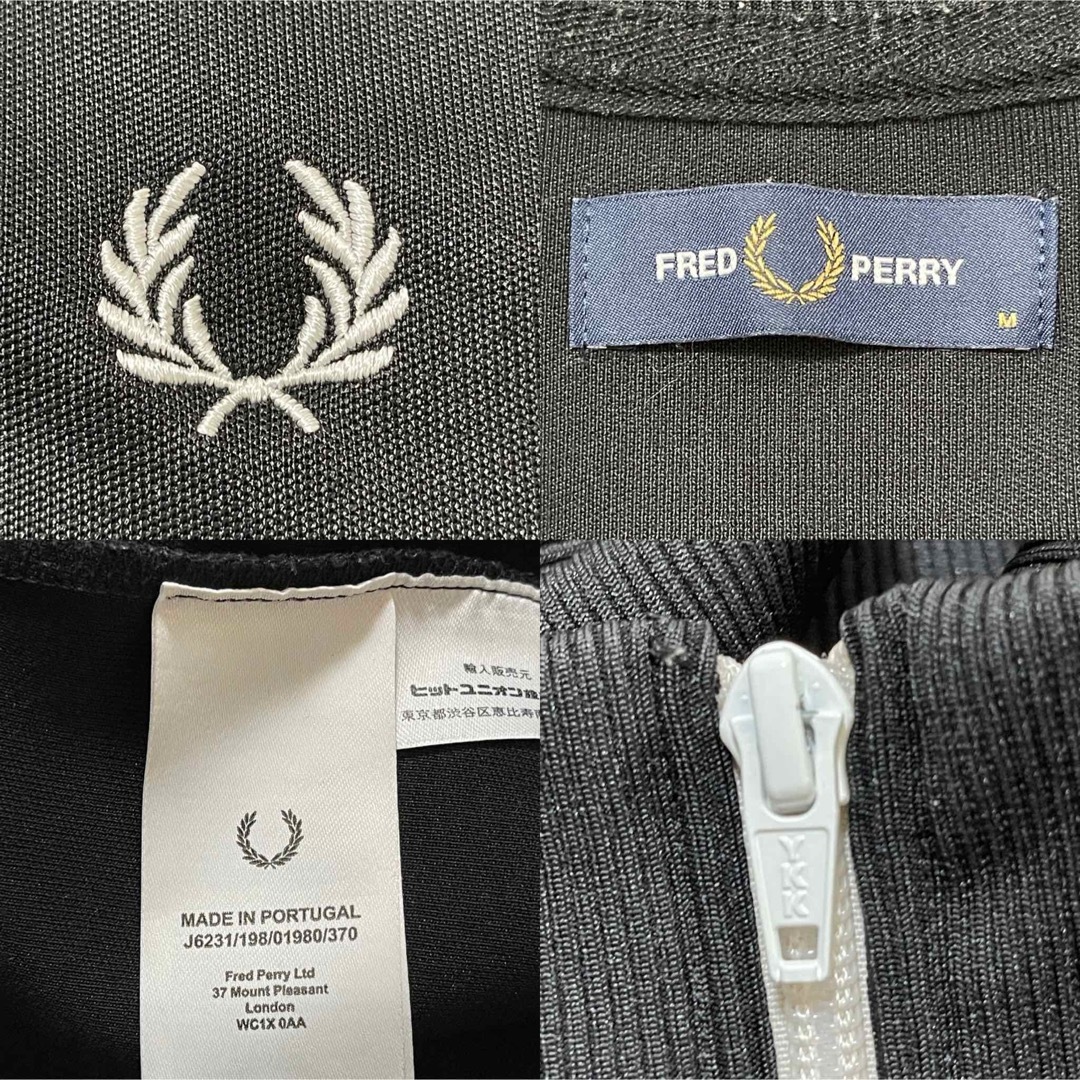 FRED PERRY
M
輸入販売元
ヒットユニオン株
東京都渋谷区恵比寿南
MADE IN PORTUGAL
J6231/198/01980/370
Fred Perry Ltd
37 Mount Pleasant
London
WC1X 0AA
YKK